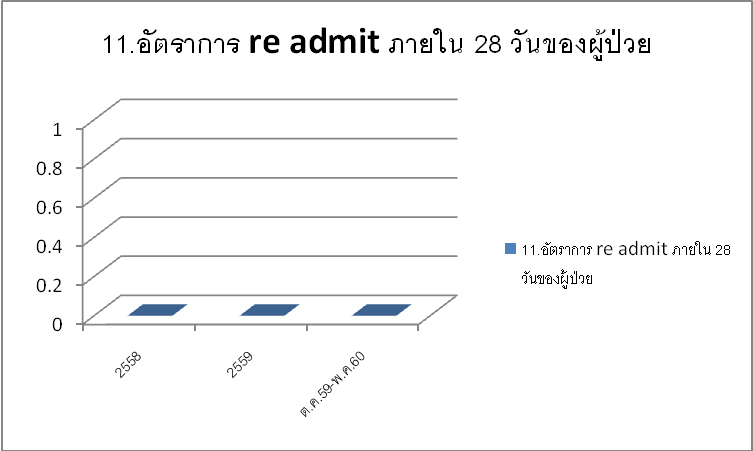 11.อัตราการ re admit ภายใน 28 วันของผู้ป่วย
1
0.8
0.6
0.4
0.2
0
2558
2559
ต.ค.59-พ.ค.60
11.อัตราการ re admit ภายใน 28
วันของผู้ป่วย